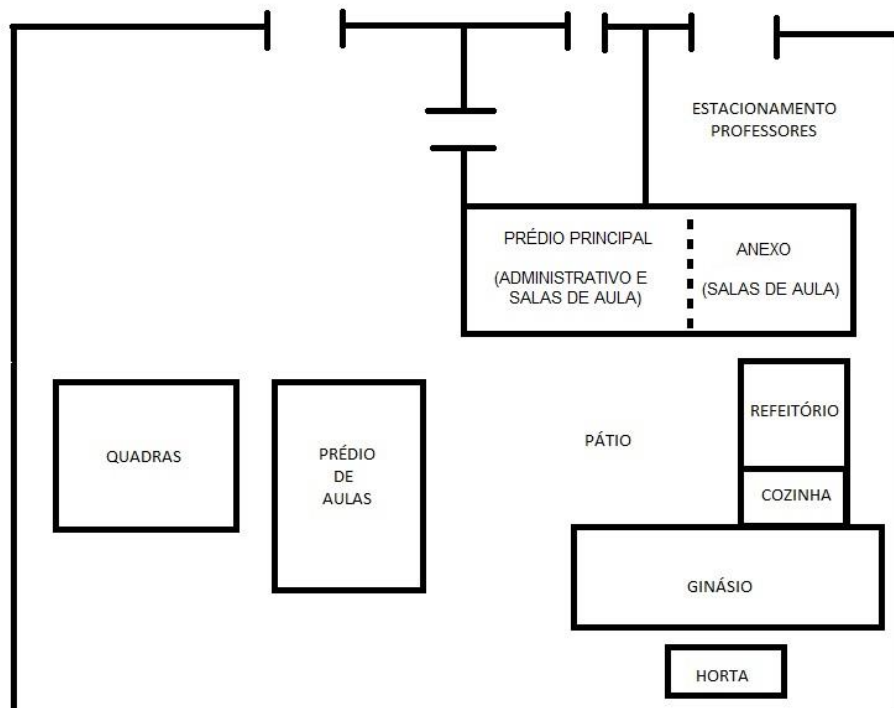 ESTACIONAMENTO
PROFESSORES
PRÉDIO PRINCIPAL
(ADMINISTRATIVO E
SALAS DE AULA)
ANEXO
(SALAS DE AULA)
QUADRAS
PRÉDIO
DE
AULAS
PÁTIO
REFEITÓRIO
COZINHA
GINÁSIO
HORTA